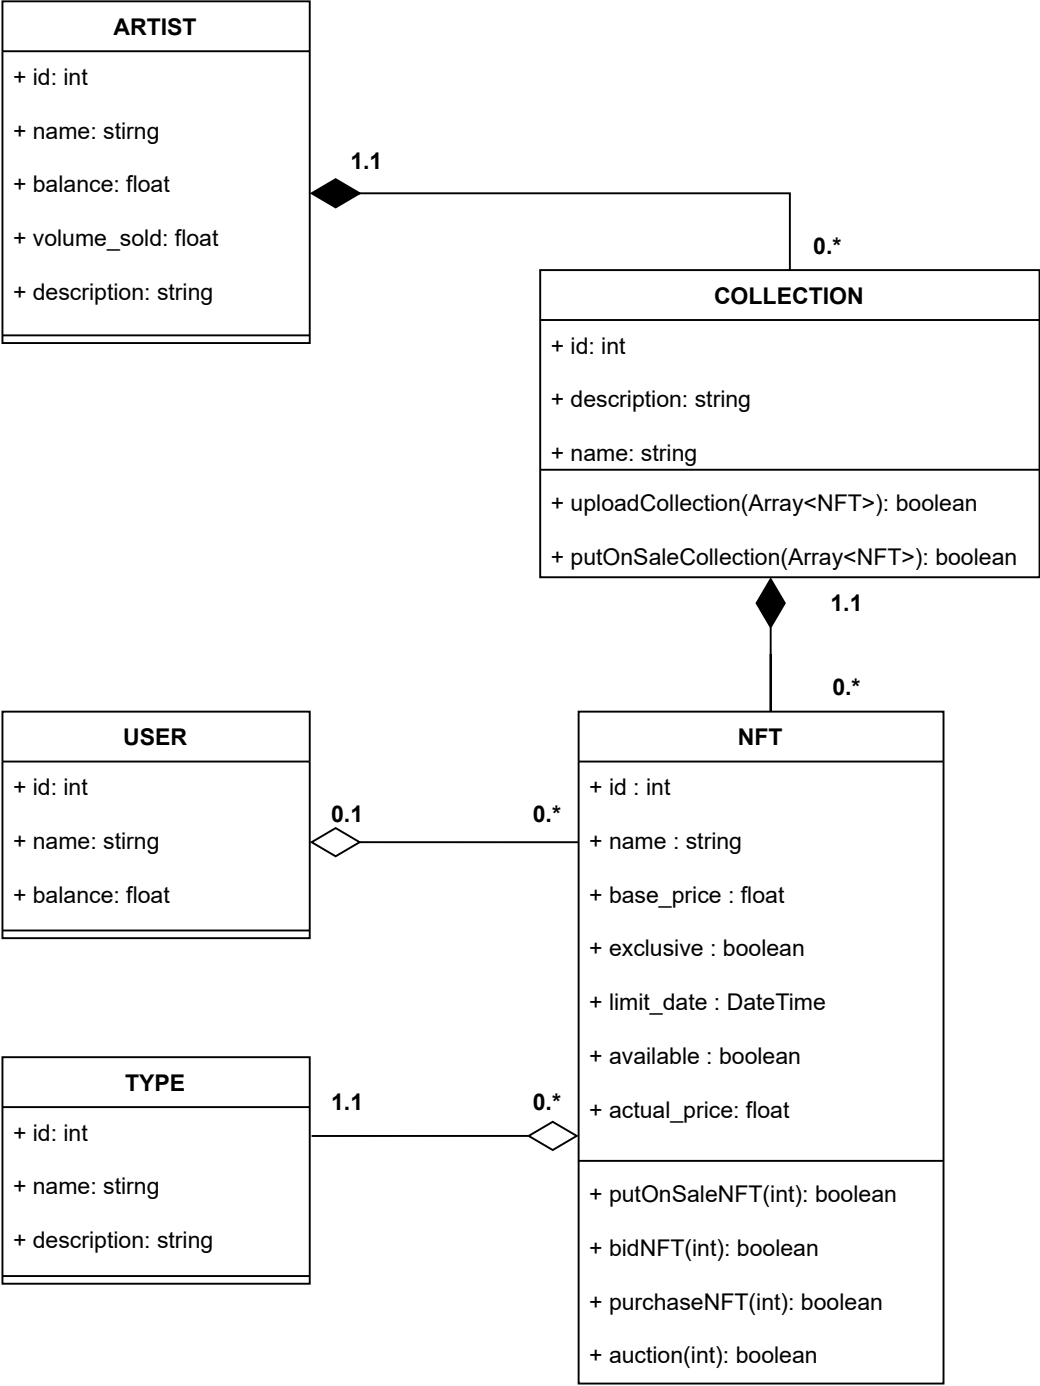 ARTIST
+ id: int
+ name: stirng
+ balance: float
+ volume_sold: float
+ description: string
1.1
0.*
COLLECTION
+ id: int
+ description: string
+ name: string
+ uploadCollection(Array<NFT>): boolean
+ putOnSaleCollection(Array<NFT>): boolean
1.1
0.*
USER
+ id: int
+ name: stirng
+ balance: float
0.1
0.*
NFT
+ id : int
+ name : string
+ base_price : float
+ exclusive : boolean
+ limit_date : DateTime
+ available : boolean
+ actual_price: float
+ putOnSaleNFT(int): boolean
+ bidNFT(int): boolean
+ purchaseNFT(int): boolean
+ auction(int): boolean
TYPE
+ id: int
+ name: stirng
+ description: string
1.1
0.*